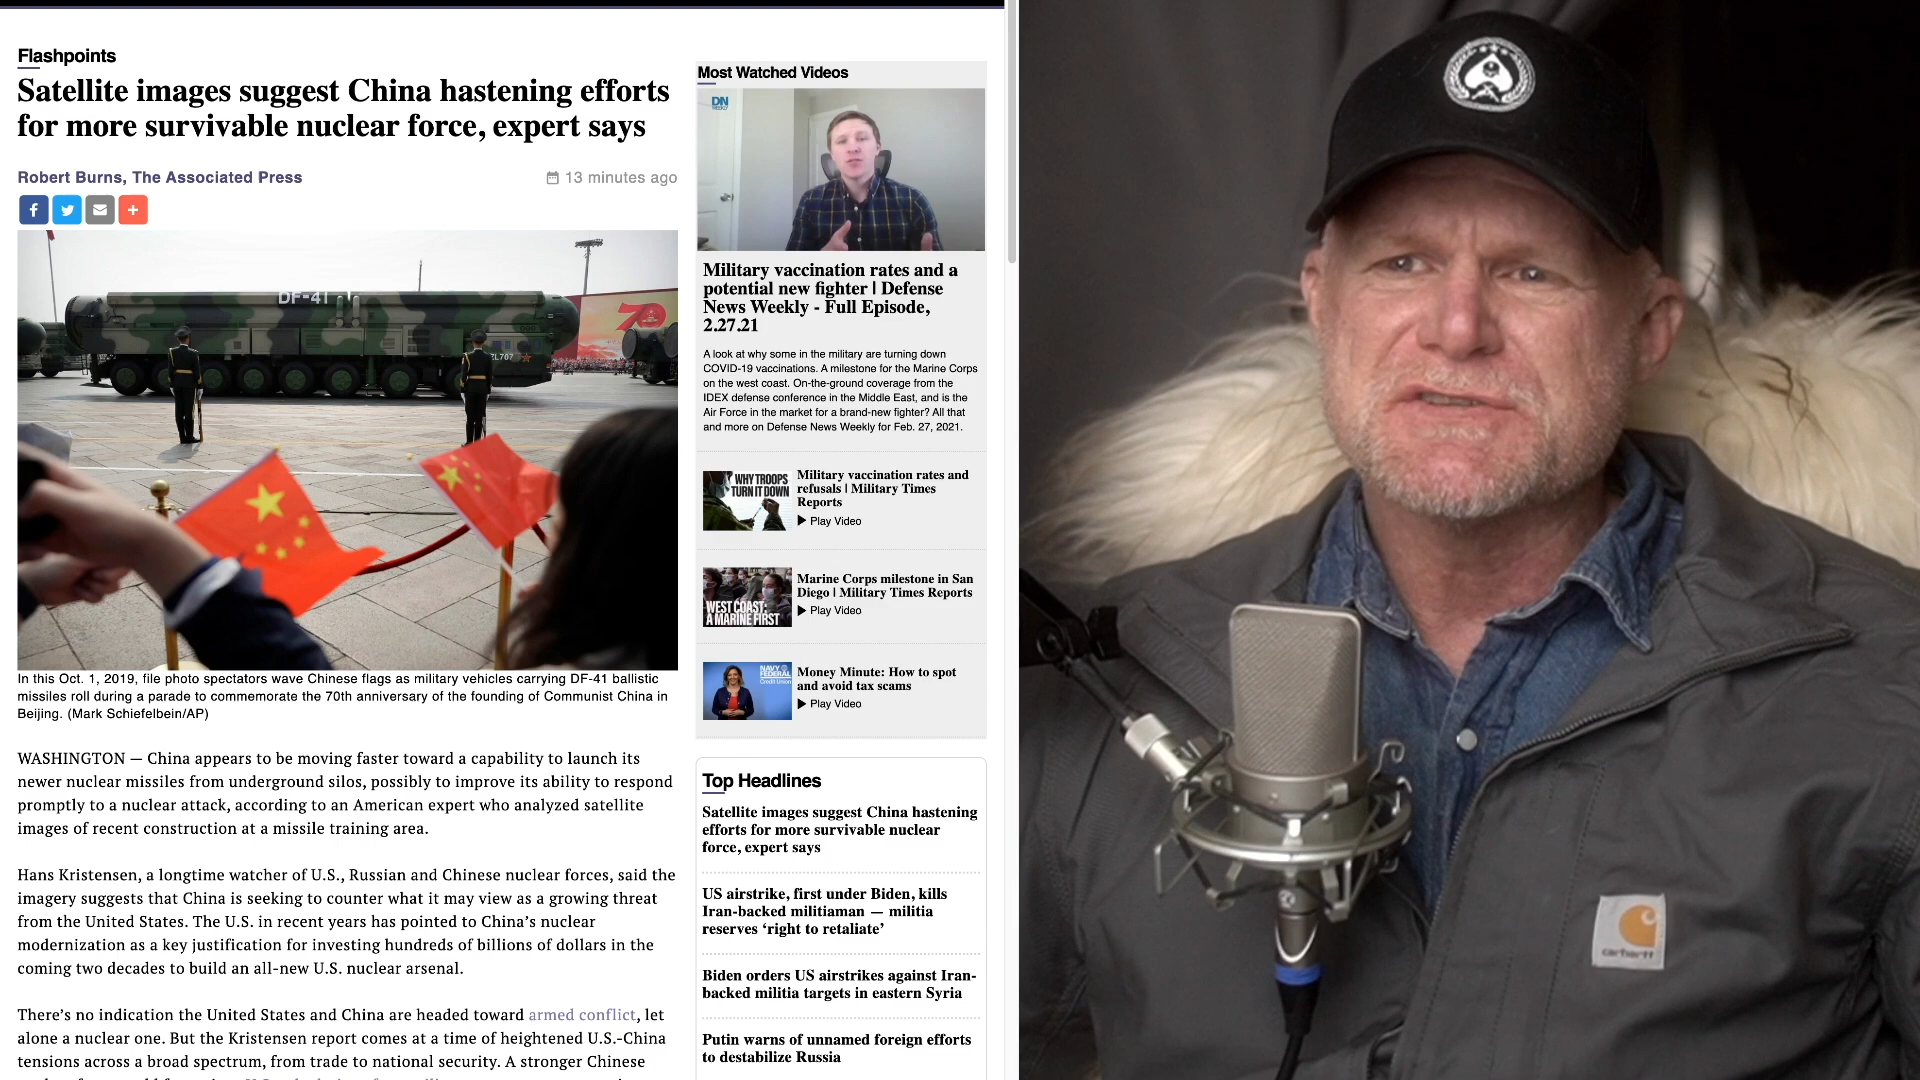 Flashpoints
Satellite images suggest China hastening efforts
for more survivable nuclear force, expert says
Robert Burns, The Associated Press
13 minutes ago
DF-41
EL707
70
In this Oct. 1, 2019, file photo spectators wave Chinese flags as military vehicles carrying DF-41 ballistic
missiles roll during a parade to commemorate the 70th anniversary of the founding of Communist China in
Beijing. (Mark Schiefelbein/AP)
WASHINGTON — China appears to be moving faster toward a capability to launch its
newer nuclear missiles from underground silos, possibly to improve its ability to respond
promptly to a nuclear attack, according to an American expert who analyzed satellite
images of recent construction at a missile training area.
Hans Kristensen, a longtime watcher of U.S., Russian and Chinese nuclear forces, said the
imagery suggests that China is seeking to counter what it may view as a growing threat
from the United States. The U.S. in recent years has pointed to China’s nuclear
modernization as a key justification for investing hundreds of billions of dollars in the
coming two decades to build an all-new U.S. nuclear arsenal.
There’s no indication the United States and China are headed toward armed conflict, let
alone a nuclear one. But the Kristensen report comes at a time of heightened U.S.-China
tensions across a broad spectrum, from trade to national security. A stronger Chinese
Most Watched Videos
DN
WEEKLY
Military vaccination rates and a
potential new fighter | Defense
News Weekly - Full Episode,
2.27.21
A look at why some in the military are turning down
COVID-19 vaccinations. A milestone for the Marine Corps
on the west coast. On-the-ground coverage from the
IDEX defense conference in the Middle East, and is the
Air Force in the market for a brand-new fighter? All that
and more on Defense News Weekly for Feb. 27, 2021.
WHY TROOPS
TURN IT DOWN
Military vaccination rates and
refusals | Military Times
Reports
Play Video
WEST COAST:
A MARINE FIRST
Marine Corps milestone in San
Diego | Military Times Reports
Play Video
NAVY
FEDERAL
Credit Union
Money Minute: How to spot
and avoid tax scams
Play Video
Top Headlines
Satellite images suggest China hastening
efforts for more survivable nuclear
force, expert says
US airstrike, first under Biden, kills
Iran-backed militiaman — militia
reserves ‘right to retaliate’
Biden orders US airstrikes against Iran-
backed militia targets in eastern Syria
Putin warns of unnamed foreign efforts
to destabilize Russia
carhartt